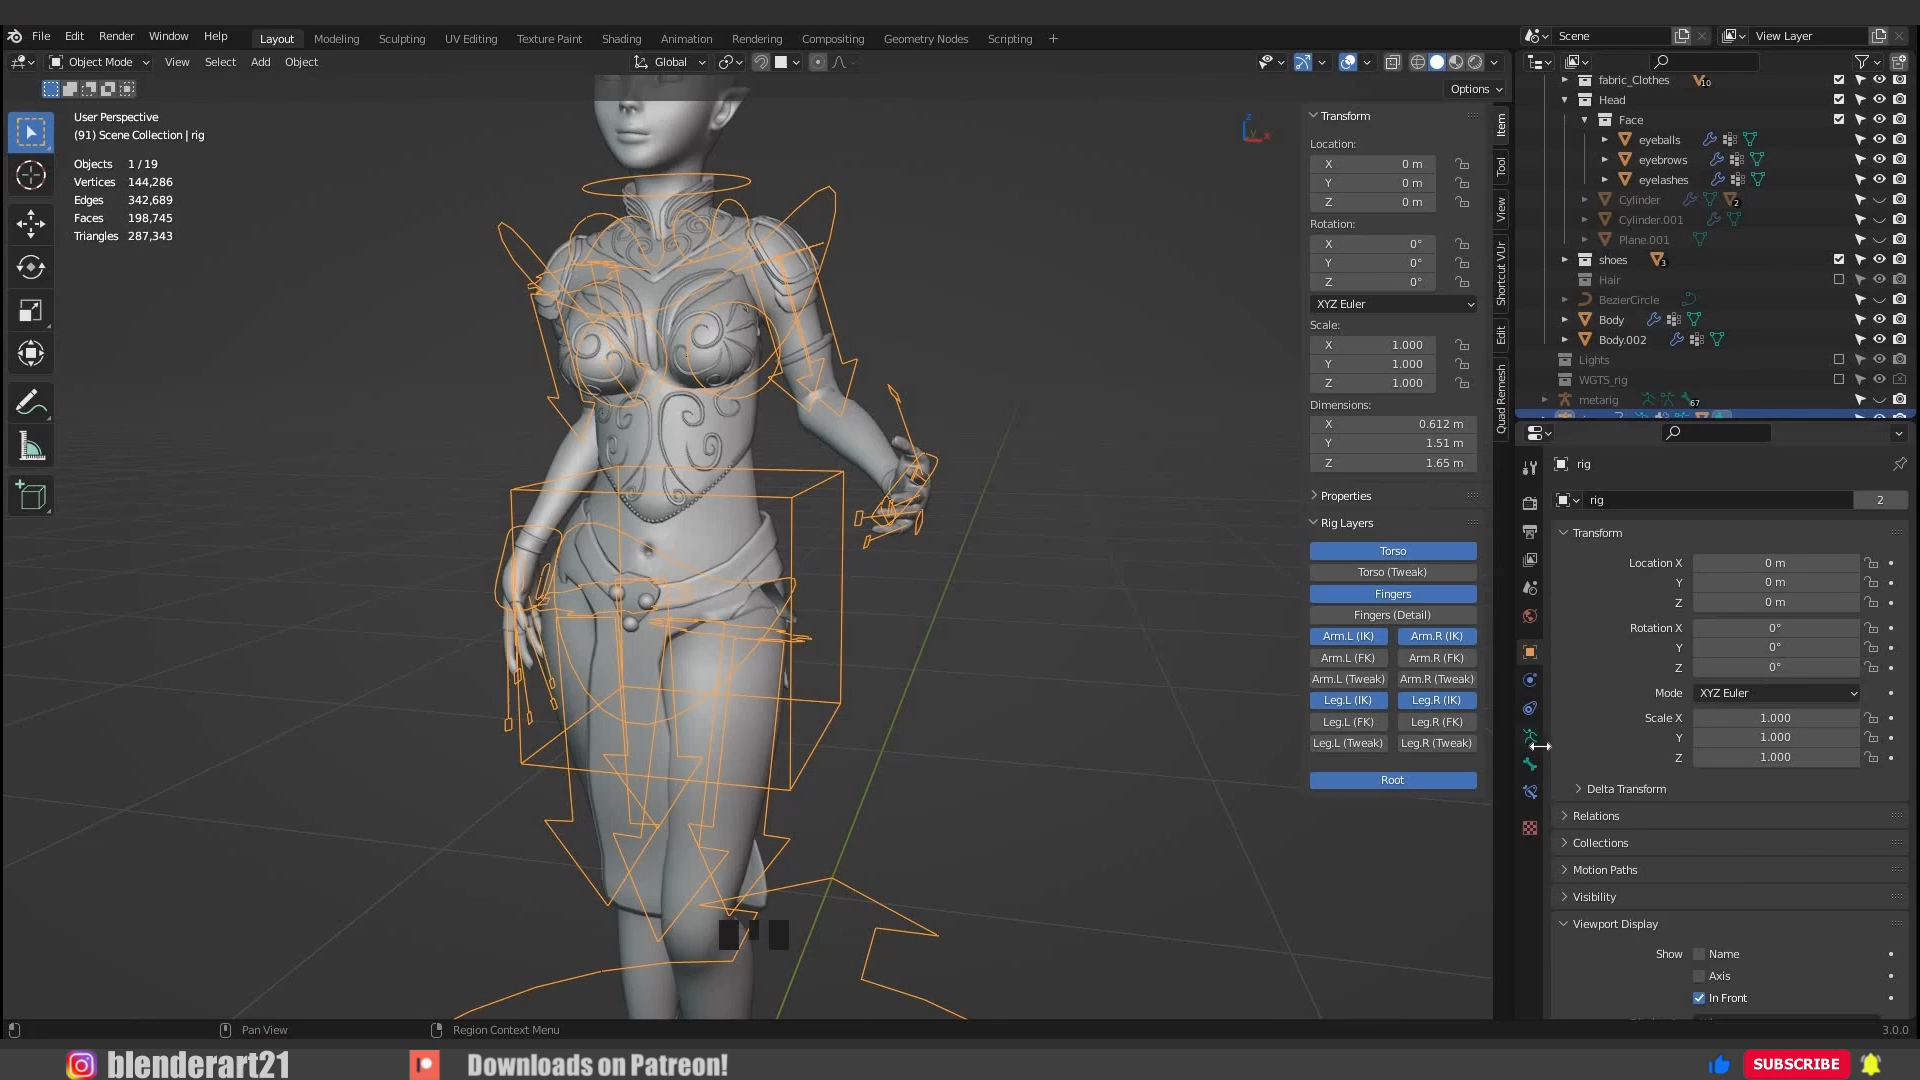 File Edit Render Window Help Layout Modeling Sculpting UV Editing Texture Paint Shading Animation Rendering Compositing Geometry Nodes Scripting + Scene View Layer
Object Mode View Select Add Object Global
Options
User Perspective
(91) Scene Collection | rig
Objects 1 / 19
Vertices 144,286
Edges 342,689
Faces 198,745
Triangles 287,343
Z
X
Transform
Location:
X 0 m
Y 0 m
Z 0 m
Rotation:
X 0°
Y 0°
Z 0°
XYZ Euler
Scale:
X 1.000
Y 1.000
Z 1.000
Dimensions:
X 0.612 m
Y 1.51 m
Z 1.65 m
Properties
Rig Layers
Torso
Torso (Tweak)
Fingers
Fingers (Detail)
Arm.L (IK) Arm.R (IK)
Arm.L (FK) Arm.R (FK)
Arm.L (Tweak) Arm.R (Tweak)
Leg.L (IK) Leg.R (IK)
Leg.L (FK) Leg.R (FK)
Leg.L (Tweak) Leg.R (Tweak)
Root
Item
Tool
View
Shortcut VUr
Edit
Quad Remesh
fabric_Clothes 10
Head
Face
eyeballs
eyebrows
eyelashes
Cylinder 2
Cylinder.001
Plane.001
shoes 3
Hair
BezierCircle
Body
Body.002
Lights
WGTS_rig
metarig 67
rig
rig 2
Transform
Location X 0 m
Y 0 m
Z 0 m
Rotation X 0°
Y 0°
Z 0°
Mode XYZ Euler
Scale X 1.000
Y 1.000
Z 1.000
Delta Transform
Relations
Collections
Motion Paths
Visibility
Viewport Display
Show Name
Axis
In Front
Pan View Region Context Menu 3.0.0
blenderart21 Downloads on Patreon! SUBSCRIBE